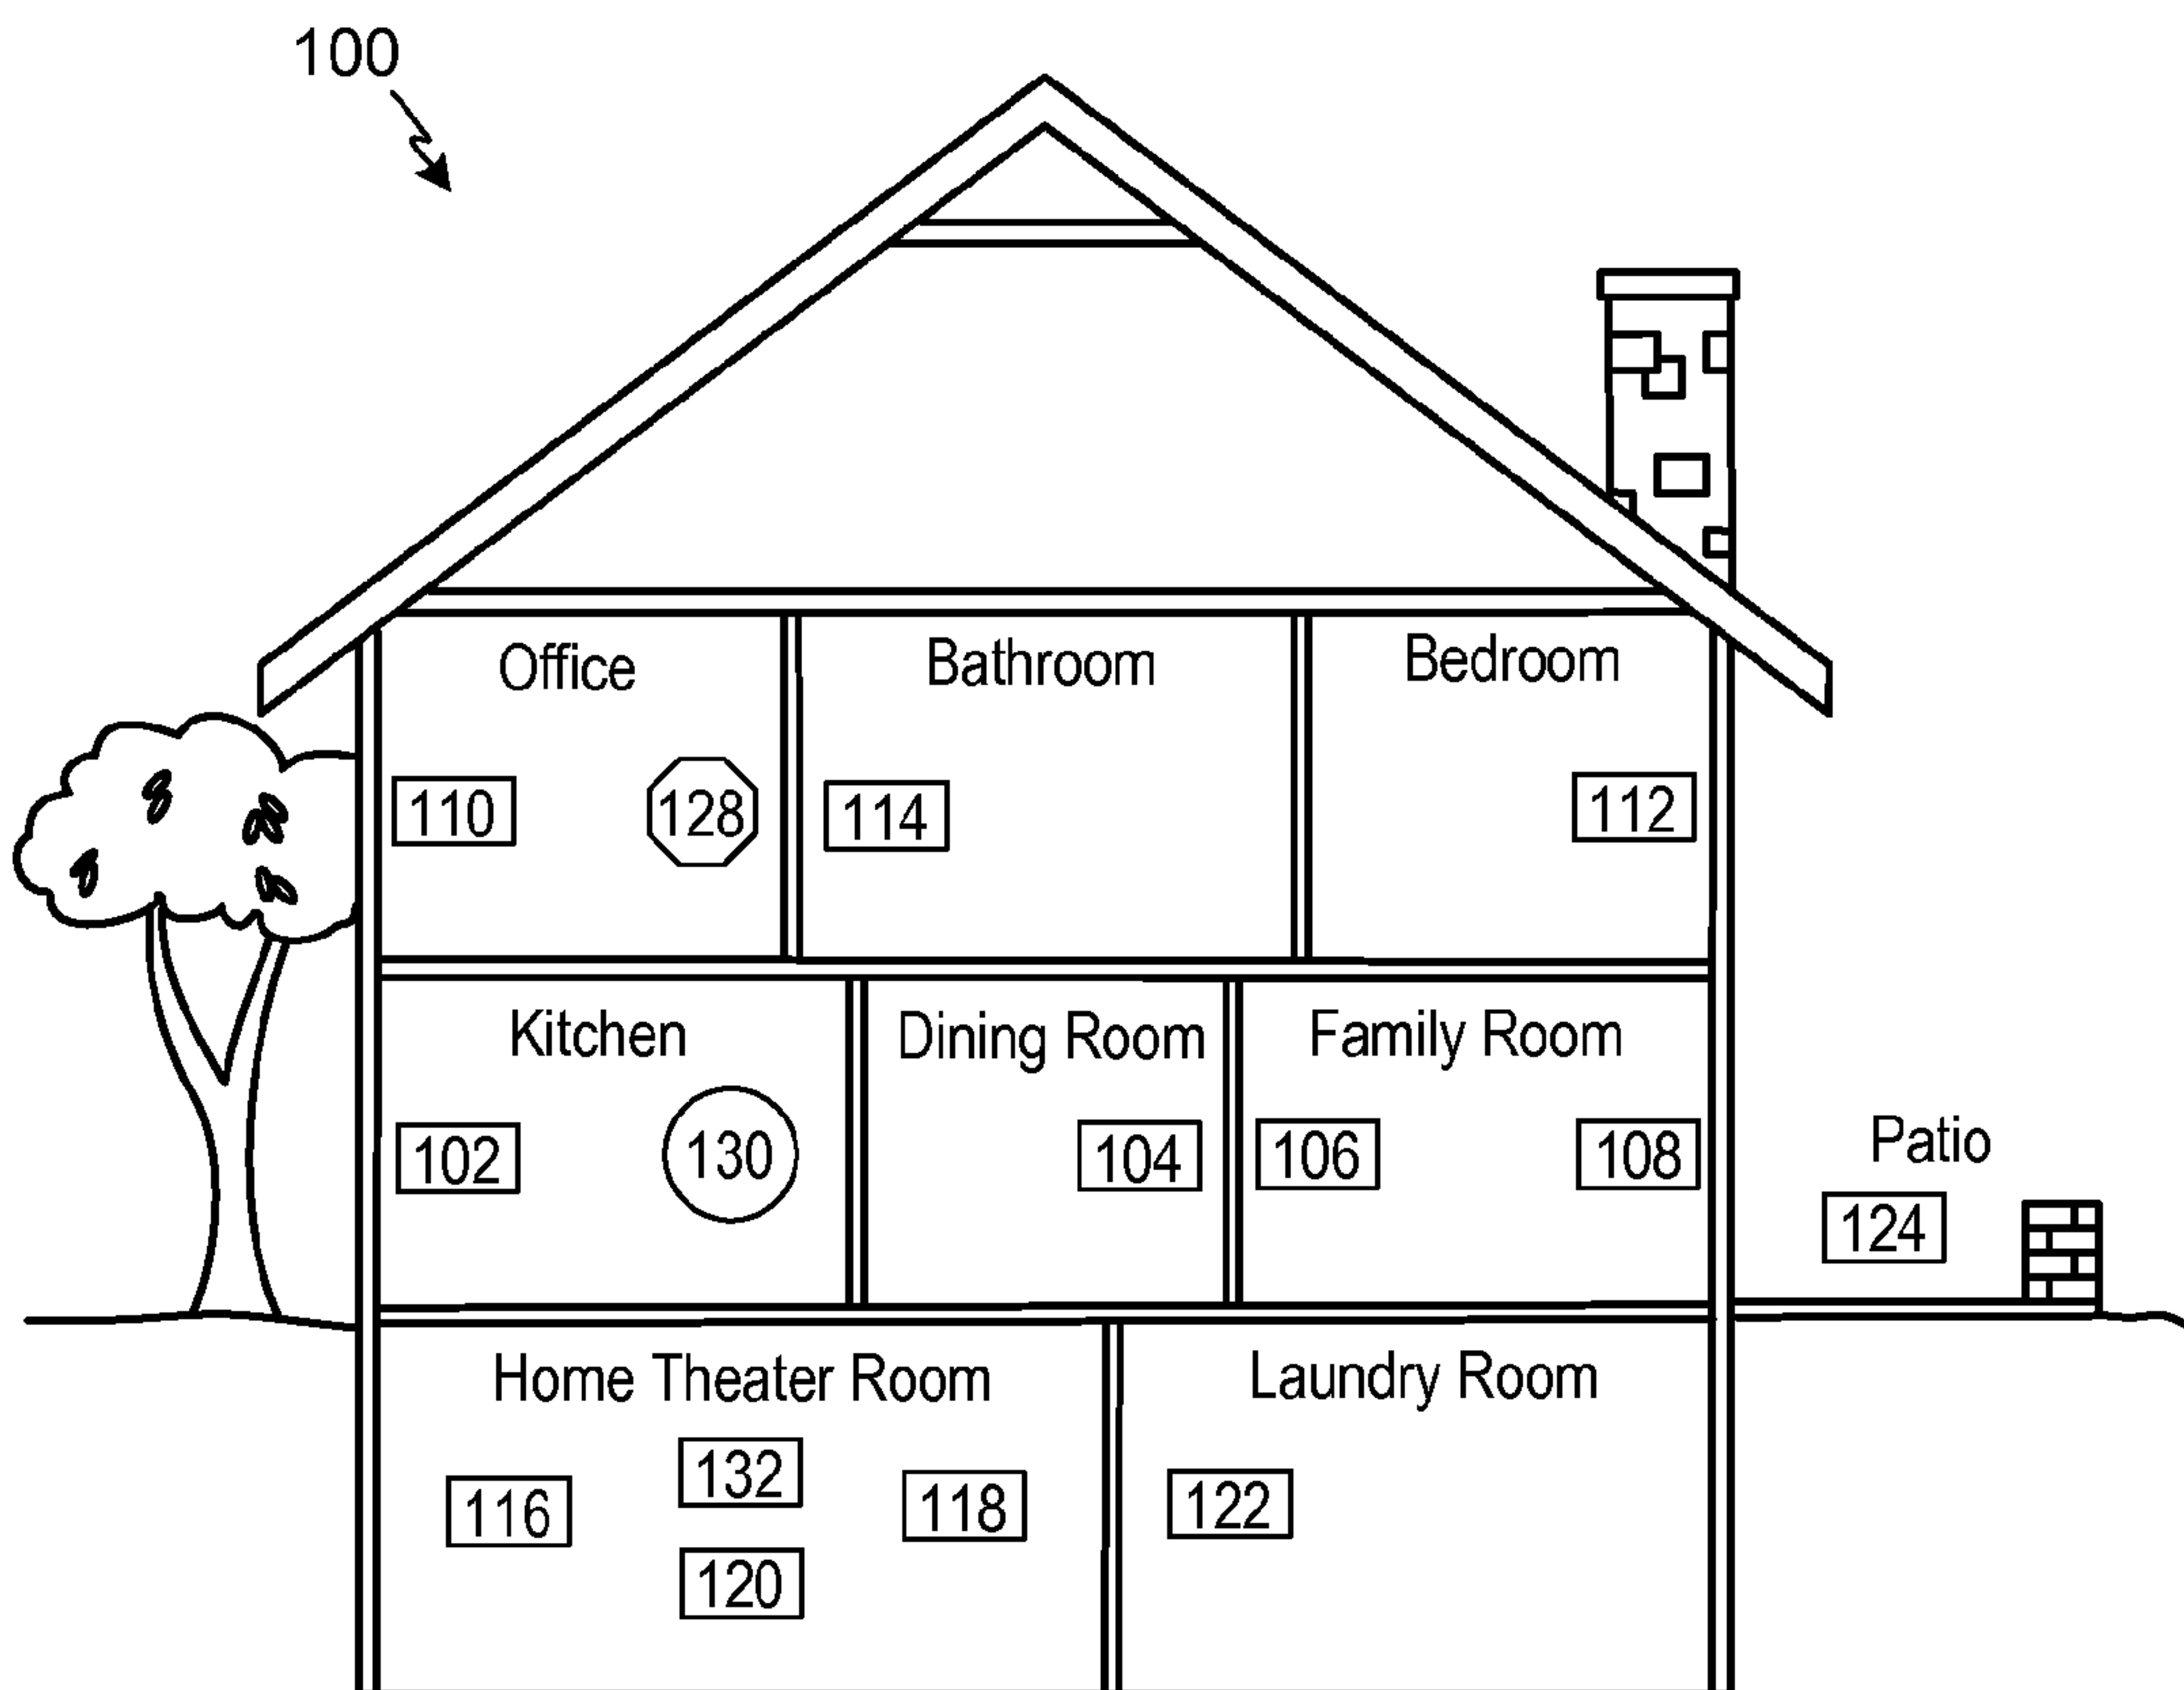 100
Office
Bathroom
Bedroom
110
128
114
112
Kitchen
Dining Room
Family Room
102
130
104
106
108
Patio
124
Home Theater Room
Laundry Room
132
116
118
122
120